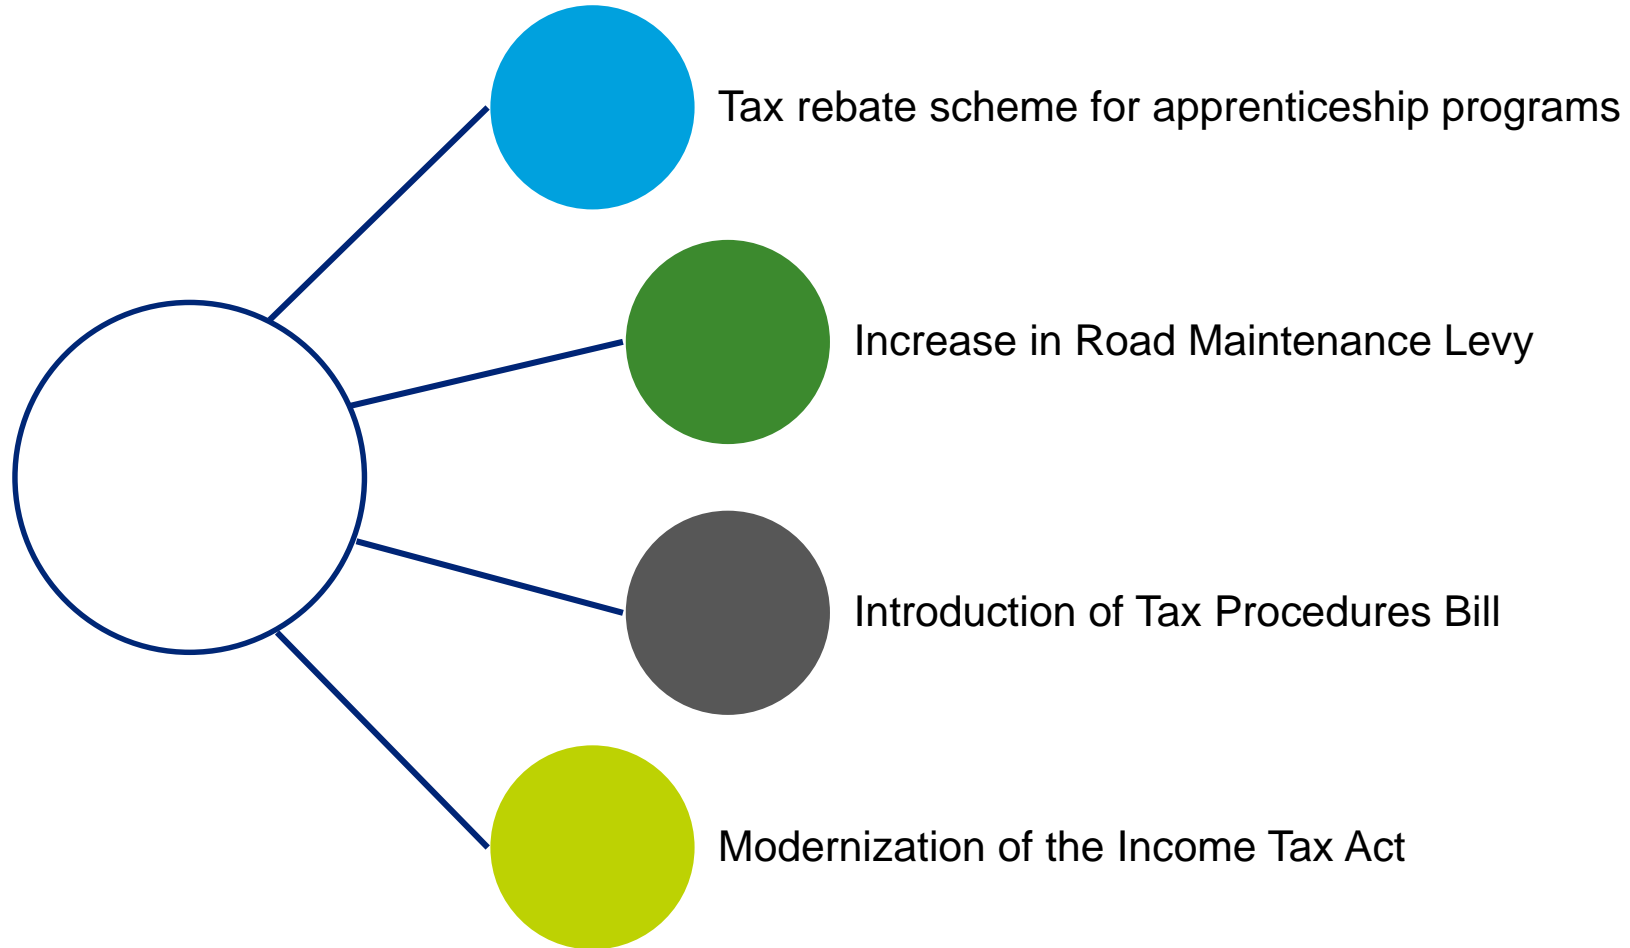 Tax rebate scheme for apprenticeship programs
Increase in Road Maintenance Levy
Introduction of Tax Procedures Bill
Modernization of the Income Tax Act